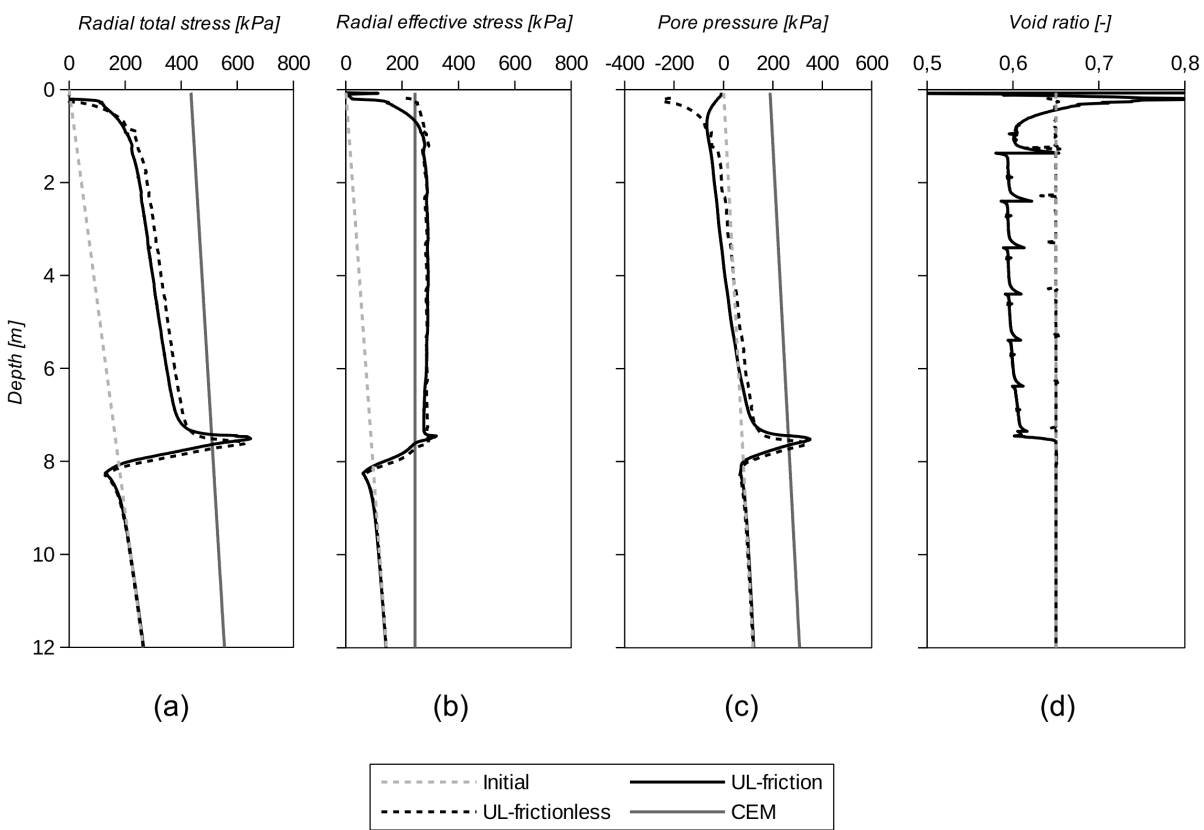 Radial total stress [kPa] Radial effective stress [kPa] Pore pressure [kPa] Void ratio [-]
0 200 400 600 800 0 200 400 600 800 -400 -200 0 200 400 600 0,5 0,6 0,7 0,8
0
2
4
6
8
10
12
Depth [m]
(a) (b) (c) (d)
Initial UL-friction
UL-frictionless CEM